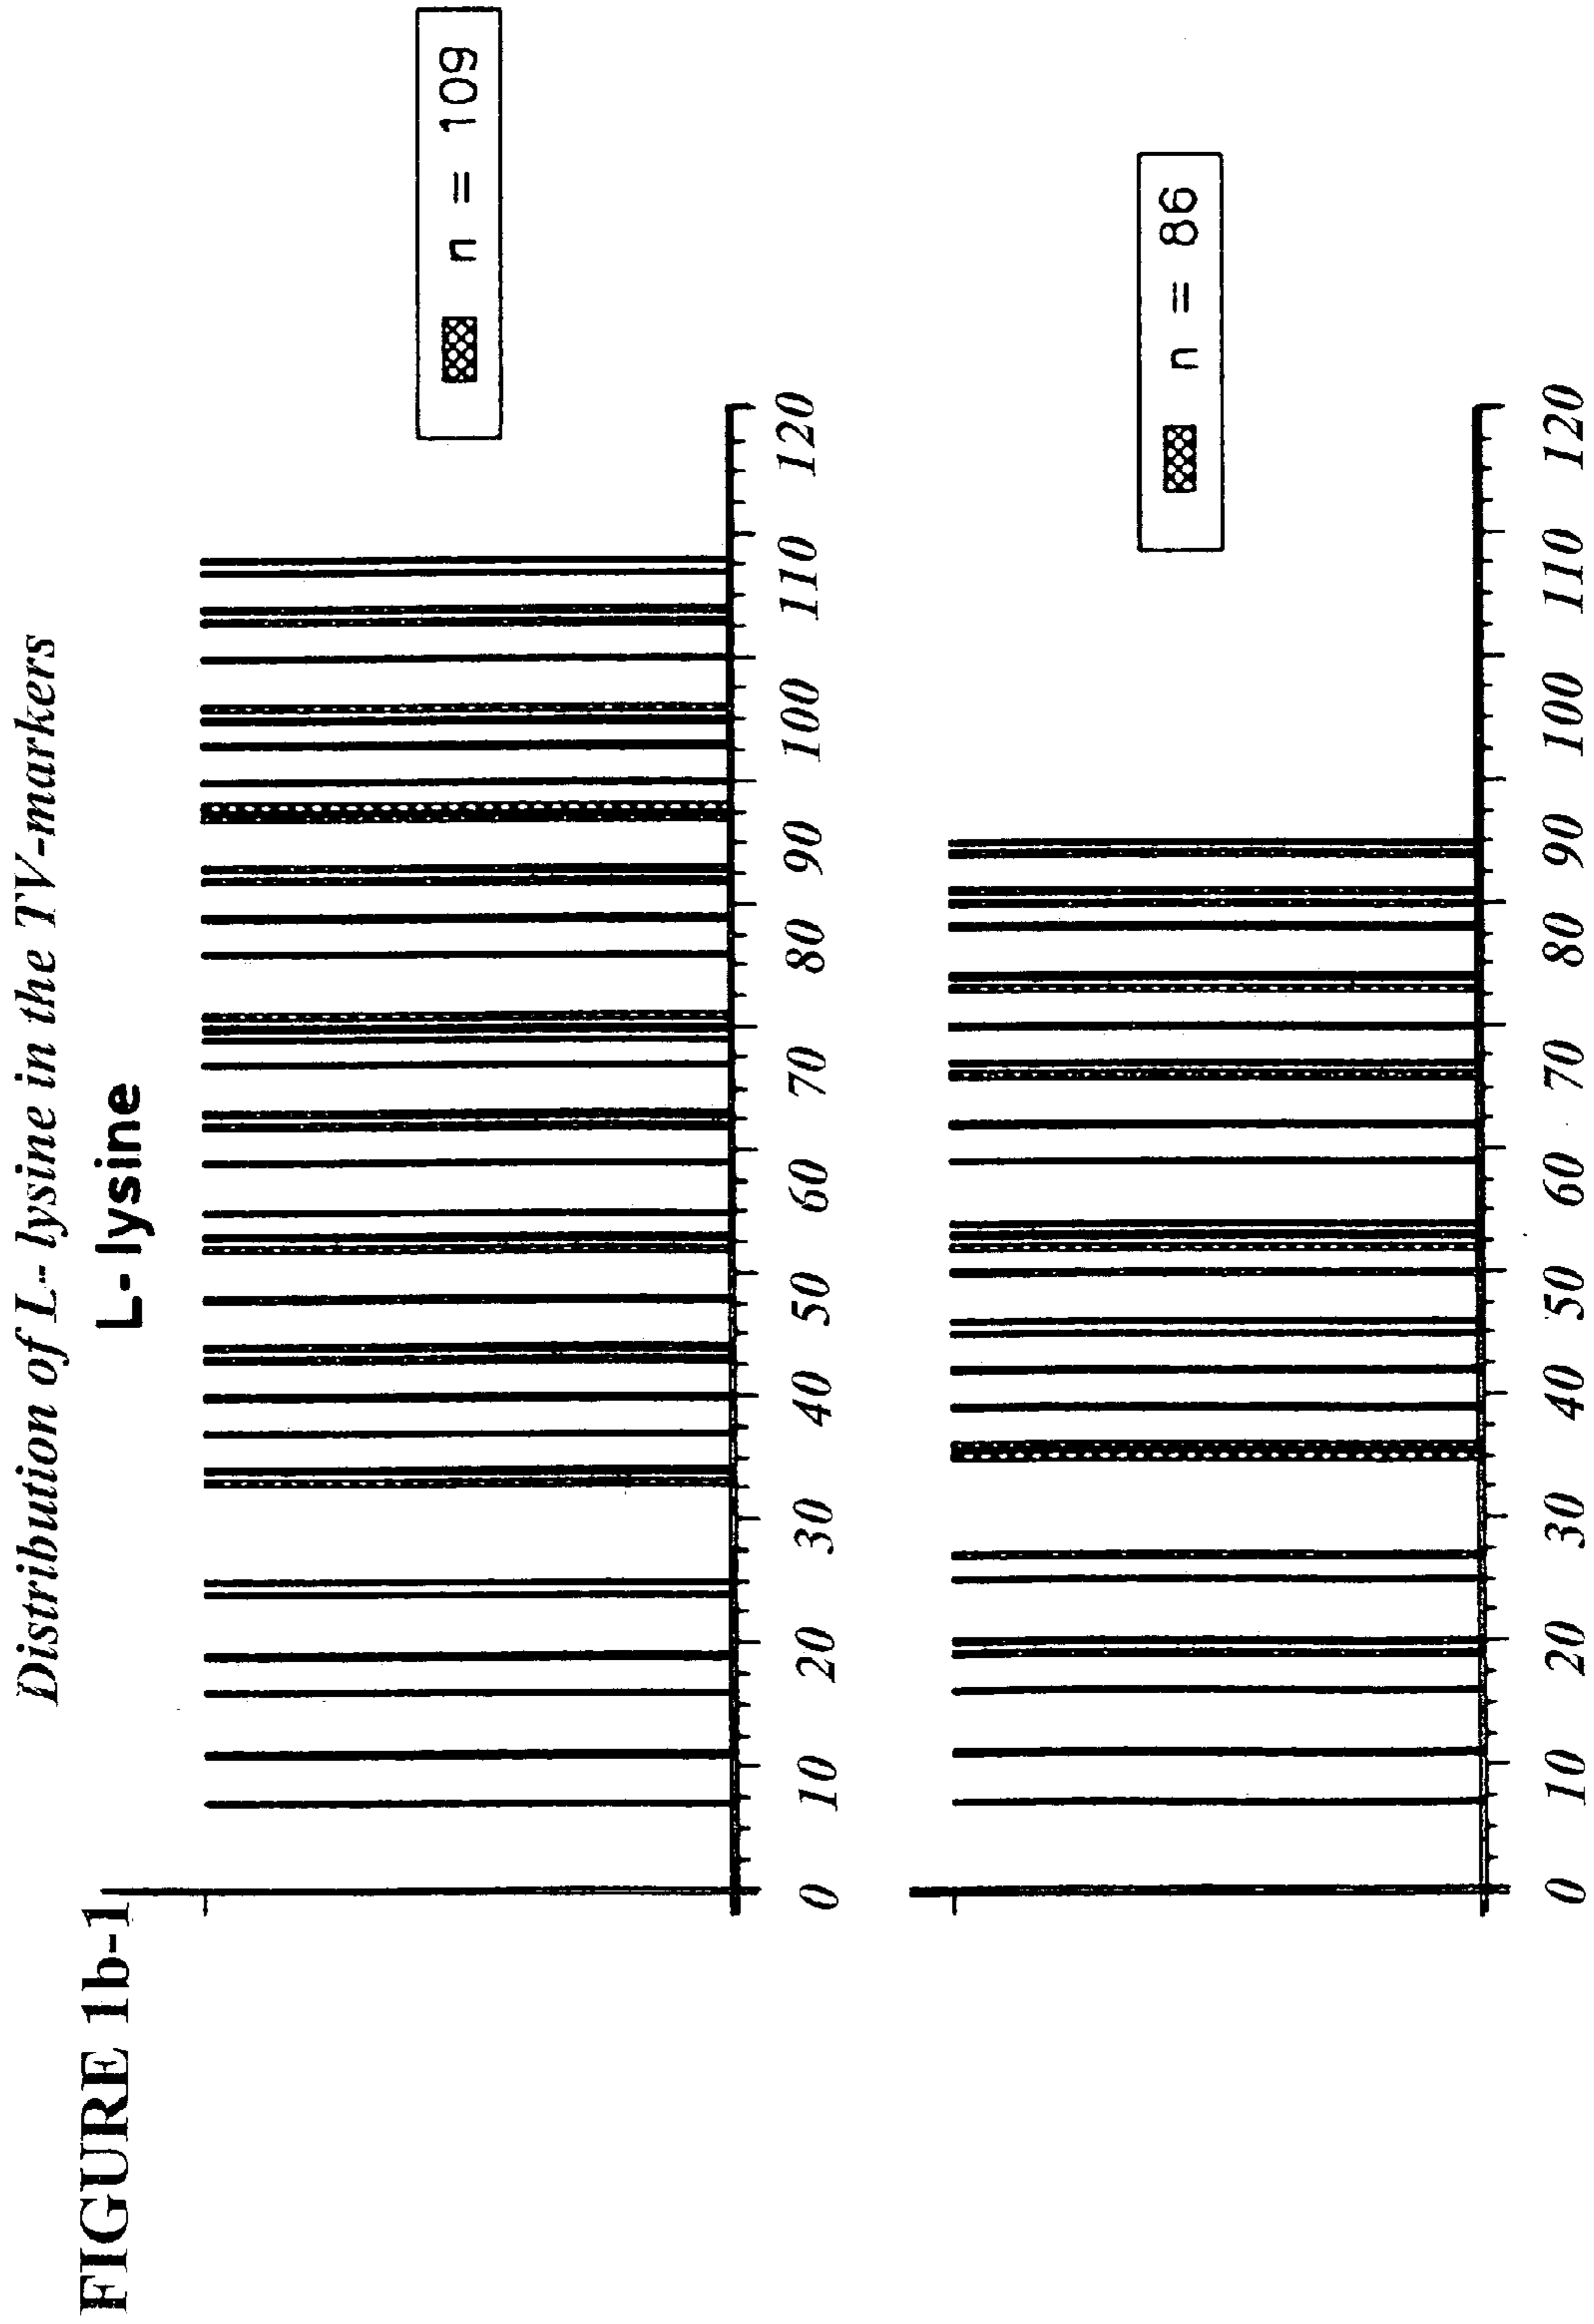 FIGURE 1b-1
Distribution of L-lysine in the TV-markers
L-lysine
n = 109
0 10 20 30 40 50 60 70 80 90 100 110 120
n = 86
0 10 20 30 40 50 60 70 80 90 100 110 120